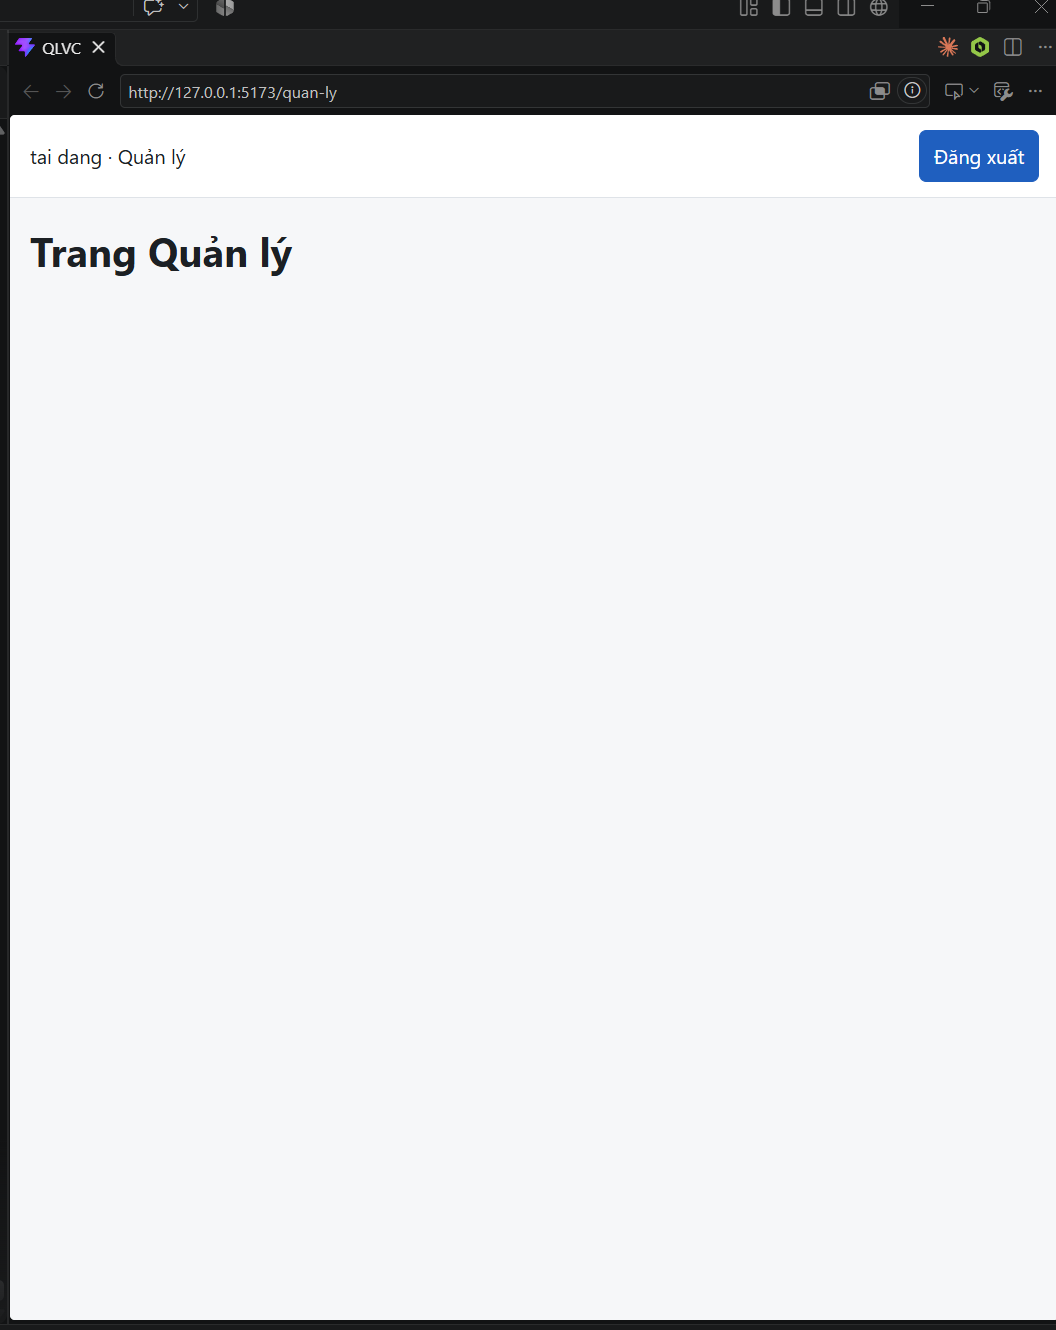 QLVC
http://127.0.0.1:5173/quan-ly
tai dang · Quản lý
Đăng xuất
Trang Quản lý